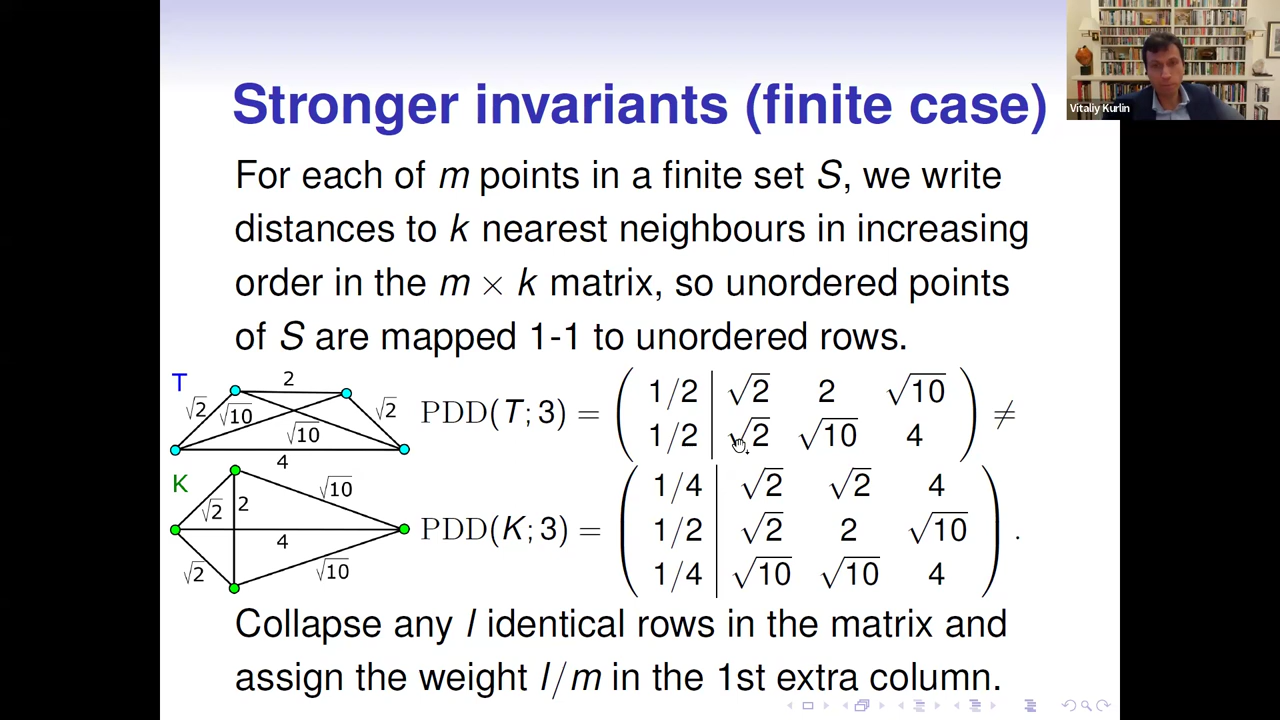 Stronger invariants (finite case)
Vitaliy Kurlin
For each of m points in a finite set S, we write
distances to k nearest neighbours in increasing
order in the m × k matrix, so unordered points
of S are mapped 1-1 to unordered rows.
T
2
√2
√10
√10
√2
4
PDD(T; 3) = ( 1/2 | √2 2 √10
1/2 | √2 √10 4 ) ≠
K
√2
2
√10
4
√2
√10
PDD(K; 3) = ( 1/4 | √2 √2 4
1/2 | √2 2 √10
1/4 | √10 √10 4 ) .
Collapse any l identical rows in the matrix and
assign the weight l/m in the 1st extra column.